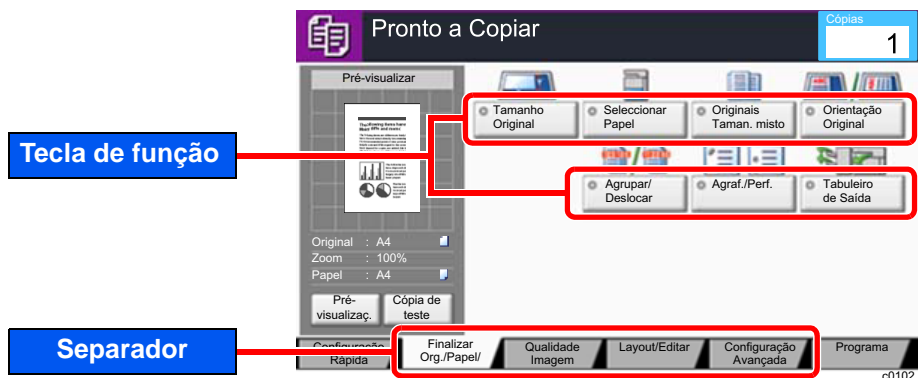 Pronto a Copiar
Cópias
1
Pré-visualizar
Tamanho
Original
Seleccionar
Papel
Originais
Taman. misto
Orientação
Original
Tecla de função
Agrupar/
Deslocar
Agraf./Perf.
Tabuleiro
de Saída
Original : A4
Zoom : 100%
Papel : A4
Pré-
visualizaç.
Cópia de
teste
Separador
Configuração
Rápida
Finalizar
Org./Papel/
Qualidade
Imagem
Layout/Editar
Configuração
Avançada
Programa
c0102